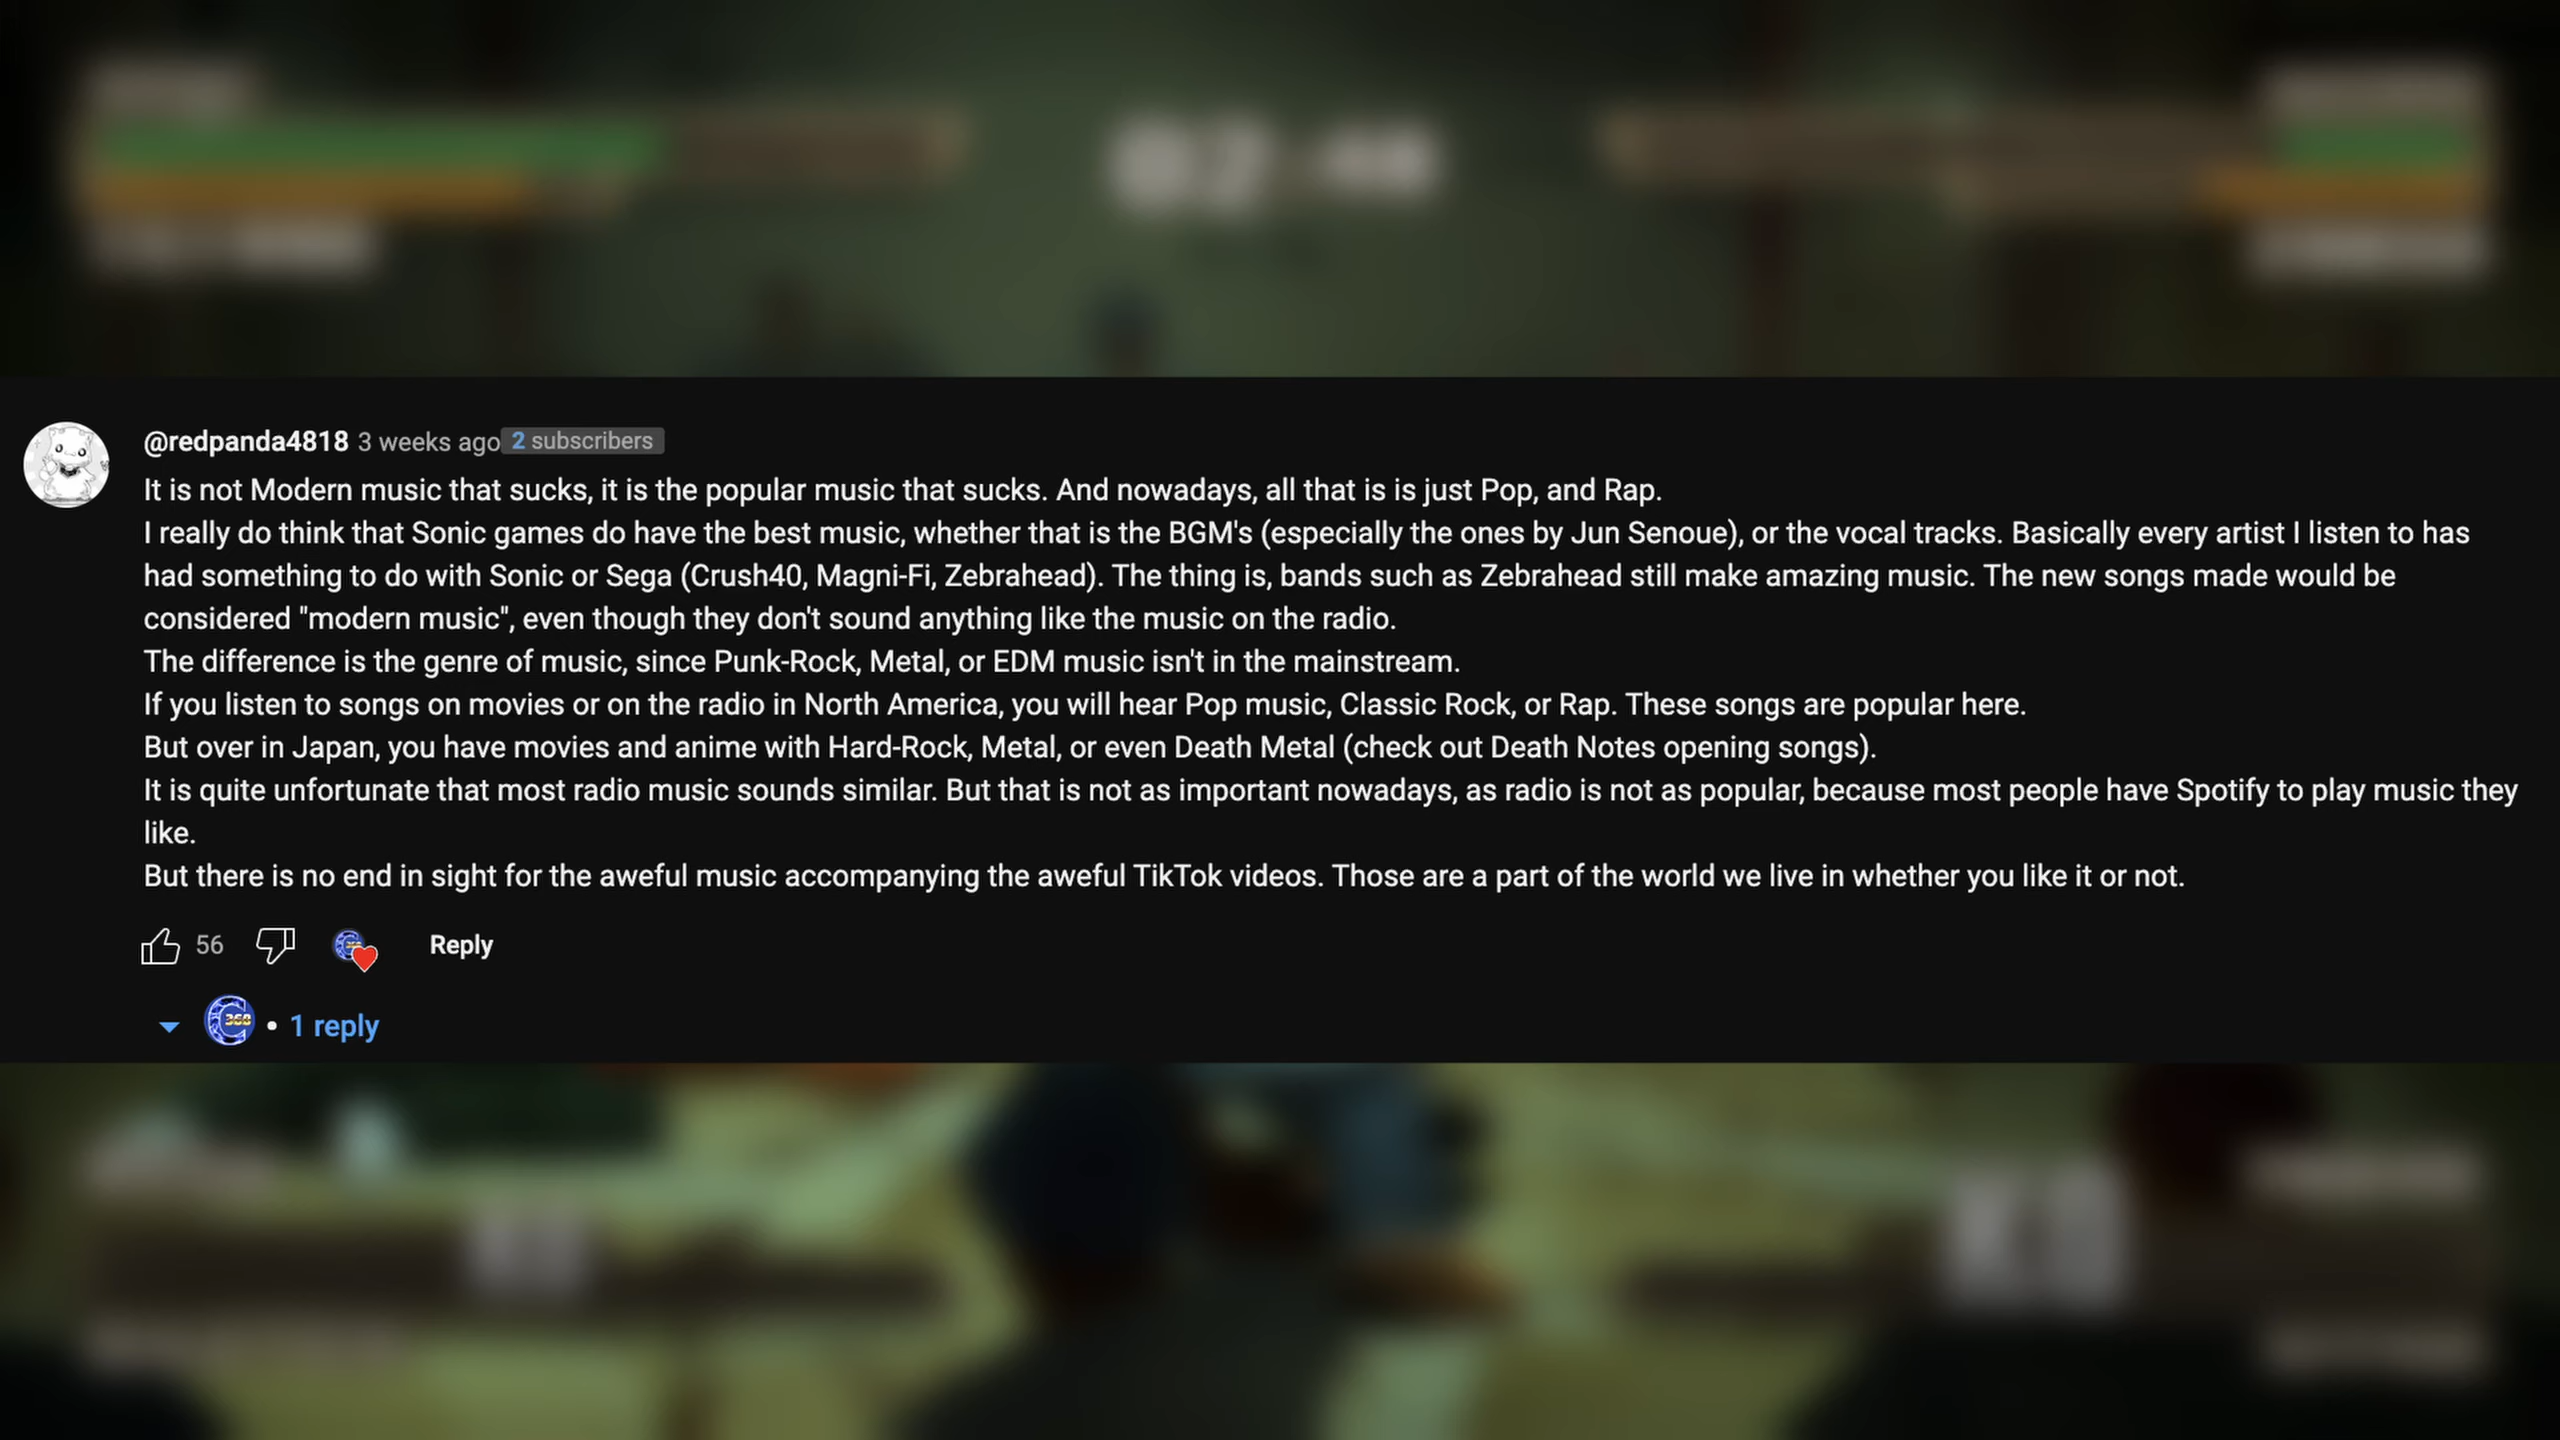 @redpanda4818 3 weeks ago 2 subscribers
It is not Modern music that sucks, it is the popular music that sucks. And nowadays, all that is is just Pop, and Rap.
I really do think that Sonic games do have the best music, whether that is the BGM's (especially the ones by Jun Senoue), or the vocal tracks. Basically every artist I listen to has
had something to do with Sonic or Sega (Crush40, Magni-Fi, Zebrahead). The thing is, bands such as Zebrahead still make amazing music. The new songs made would be
considered "modern music", even though they don't sound anything like the music on the radio.
The difference is the genre of music, since Punk-Rock, Metal, or EDM music isn't in the mainstream.
If you listen to songs on movies or on the radio in North America, you will hear Pop music, Classic Rock, or Rap. These songs are popular here.
But over in Japan, you have movies and anime with Hard-Rock, Metal, or even Death Metal (check out Death Notes opening songs).
It is quite unfortunate that most radio music sounds similar. But that is not as important nowadays, as radio is not as popular, because most people have Spotify to play music they
like.
But there is no end in sight for the aweful music accompanying the aweful TikTok videos. Those are a part of the world we live in whether you like it or not.
56 Reply
C 368 • 1 reply